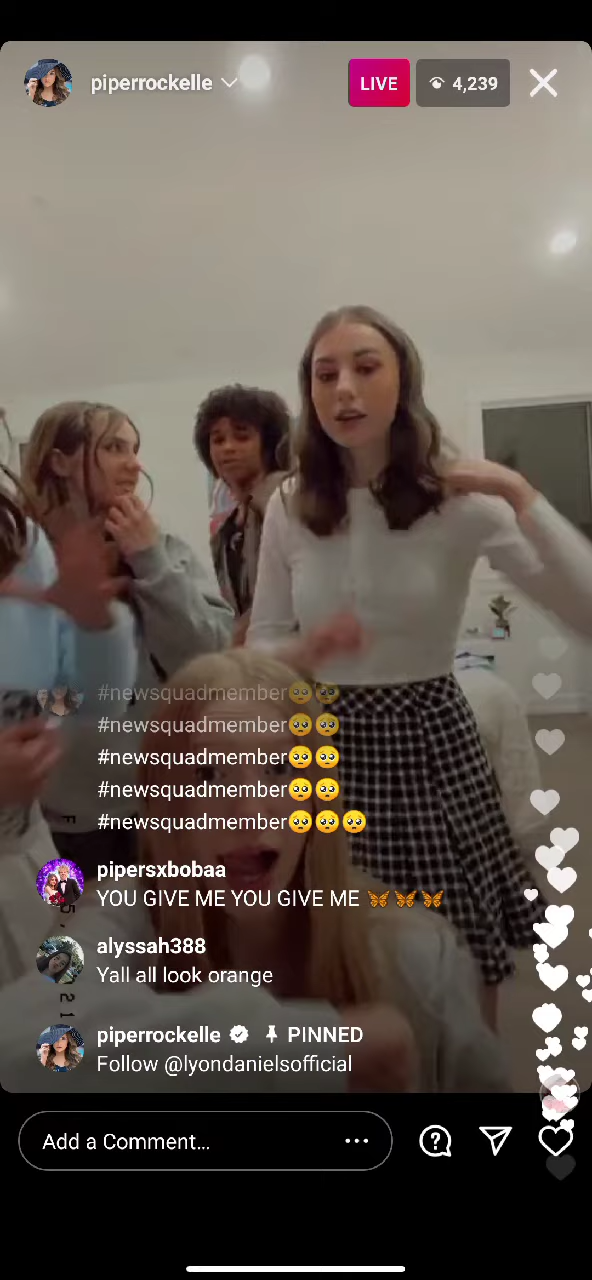 piperrockelle
LIVE
4,239
#newsquadmember🥺🥺
#newsquadmember🥺🥺
#newsquadmember🥺🥺
#newsquadmember🥺🥺
#newsquadmember🥺🥺🥺
pipersxbobaa
YOU GIVE ME YOU GIVE ME 🦋🦋🦋
alyssah388
Yall all look orange
piperrockelle PINNED
Follow @lyondanielsofficial
Add a Comment...